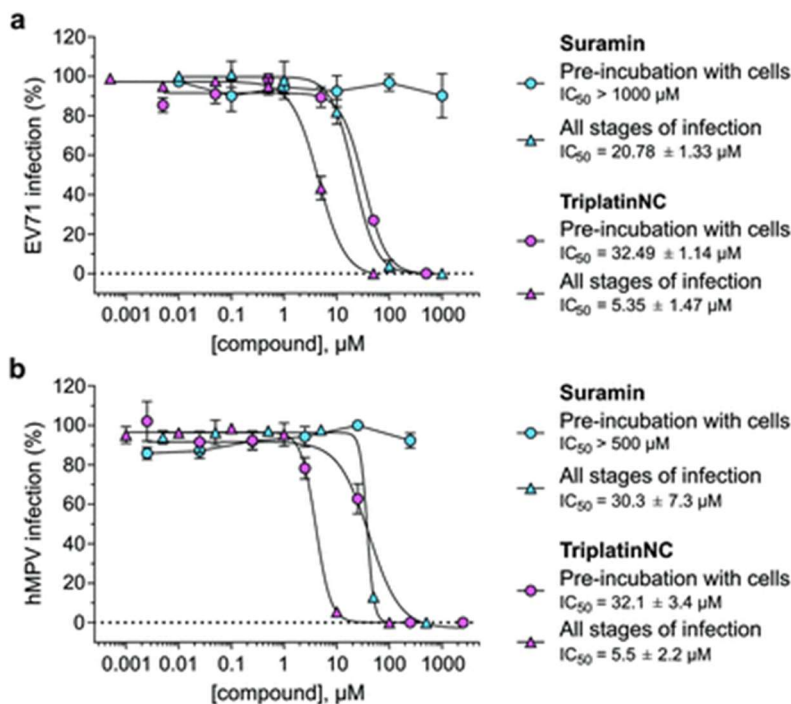 a
120
100
80
60
40
20
0
EV71 infection (%)
0.001 0.01 0.1 1 10 100 1000
[compound], µM
Suramin
Pre-incubation with cells
IC50 > 1000 µM
All stages of infection
IC50 = 20.78 ± 1.33 µM
TriplatinNC
Pre-incubation with cells
IC50 = 32.49 ± 1.14 µM
All stages of infection
IC50 = 5.35 ± 1.47 µM
b
120
100
80
60
40
20
0
hMPV infection (%)
0.001 0.01 0.1 1 10 100 1000
[compound], µM
Suramin
Pre-incubation with cells
IC50 > 500 µM
All stages of infection
IC50 = 30.3 ± 7.3 µM
TriplatinNC
Pre-incubation with cells
IC50 = 32.1 ± 3.4 µM
All stages of infection
IC50 = 5.5 ± 2.2 µM